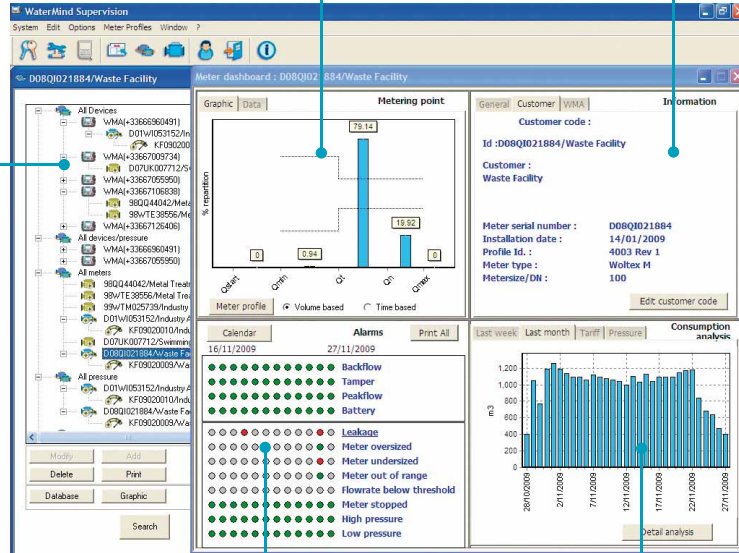 WaterMind Supervision
System Edit Options Meter Profiles Window ?
D08QI021884/Waste Facility
All Devices
WMA(+33666960491)
D01WI053152/In
KF090200
WMA(+33667009734)
D07UK007712/Sw
WMA(+33667055950)
WMA(+33667106838)
98QQ44042/Meta
98WTE38556/Me
WMA(+33667126406)
All devices/pressure
WMA(+33666960491)
WMA(+33667055950)
All meters
98QQ44042/Metal Treatr
98WTE38556/Metal Trea
99WTM025739/Industry
D01WI053152/Industry A
KF09020010/Indu
D07UK007712/Swimming
D08QI021884/Waste Fa
KF09020009/Wa
All pressure
D01WI053152/Industry A
KF09020010/Indu
D08QI021884/Waste Fa
KF09020009/Wa
Modify Add
Delete Print
Database Graphic
Search
Meter dashboard : D08QI021884/Waste Facility
Graphic Data Metering point
% repartition
79.14
19.92
0 0.94 0
Qstart Qmin Qt Qn Qmax
Meter profile Volume based Time based
General Customer WMA Information
Customer code :
Id :D08QI021884/Waste Facility
Customer :
Waste Facility
Meter serial number : D08QI021884
Installation date : 14/01/2009
Profile Id. : 4003 Rev 1
Meter type : Woltex M
Metersize/DN : 100
Edit customer code
Calendar Alarms Print All
16/11/2009 27/11/2009
Backflow
Tamper
Peakflow
Battery
Leakage
Meter oversized
Meter undersized
Meter out of range
Flowrate below threshold
Meter stopped
High pressure
Low pressure
Last week Last month Tariff Pressure Consumption
analysis
m3
1,200
1,000
800
600
400
200
0
28/10/2009 2/11/2009 7/11/2009 12/11/2009 17/11/2009 22/11/2009 27/11/2009
Detail analysis